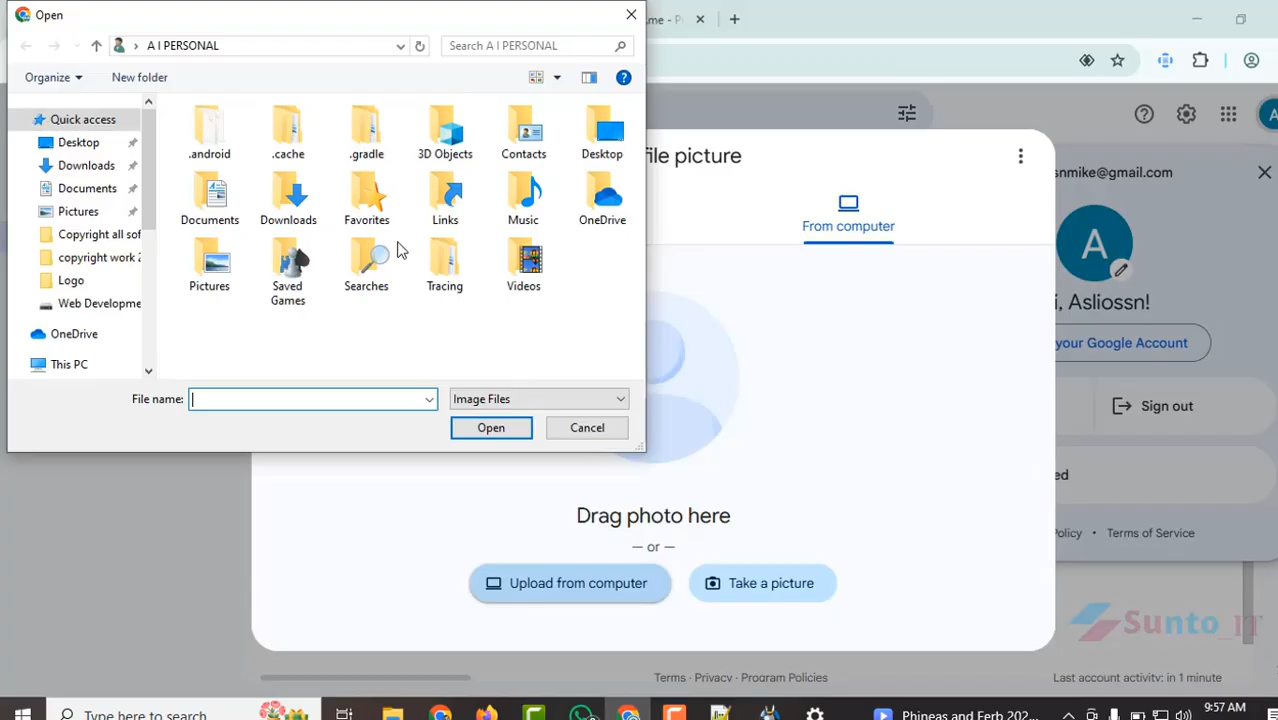 Open
A I PERSONAL
Search A I PERSONAL
Organize
New folder
Quick access
Desktop
Downloads
Documents
Pictures
Copyright all sof
copyright work 2
Logo
Web Developme
OneDrive
This PC
.android
.cache
.gradle
3D Objects
Contacts
Desktop
Documents
Downloads
Favorites
Links
Music
OneDrive
Pictures
Saved
Games
Searches
Tracing
Videos
File name:
Image Files
Open
Cancel
.me - P
file picture
From computer
Drag photo here
— or —
Upload from computer
Take a picture
snmike@gmail.com
A
i, Asliossn!
your Google Account
Sign out
ed
Policy • Terms of Service
Sunto_IT
Terms · Privacy · Program Policies
Last account activity: in 1 minute
Type here to search
Phineas and Ferb 202...
9:57 AM